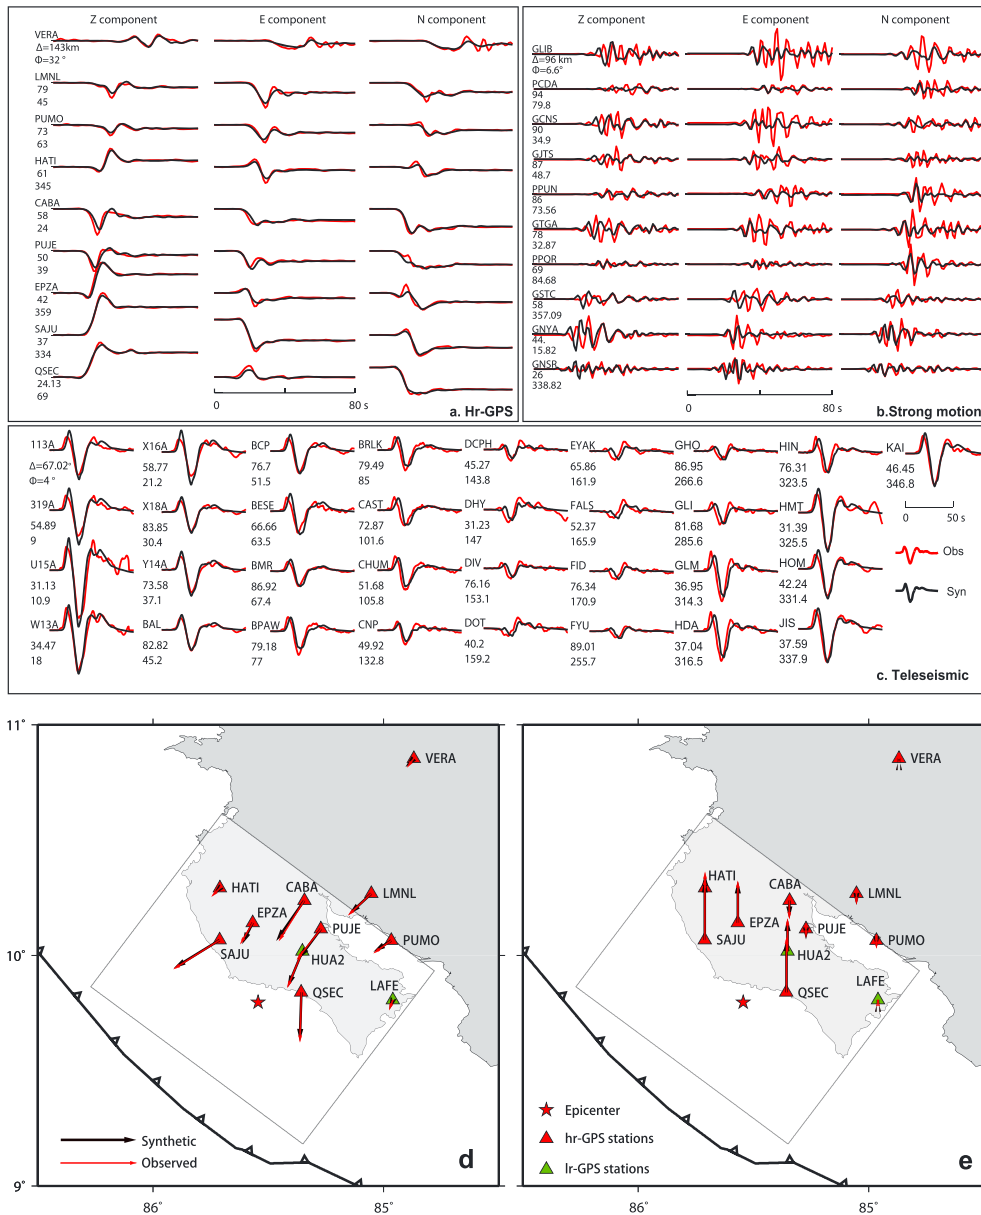 Z component
E component
N component
VERA
Δ=143km
Φ=32 °
LMNL
79
45
PUMO
73
63
HATI
61
345
CABA
58
24
PUJE
50
39
EPZA
42
359
SAJU
37
334
QSEC
24.13
69
0
80 s
a. Hr-GPS
Z component
E component
N component
GLIB
Δ=96 km
Φ=6.6°
PCDA
94
79.8
GCNS
90
34.9
GJTS
87
48.7
PPUN
86
73.56
GTGA
78
32.87
PPQR
69
84.68
GSTC
58
357.09
GNYA
44.
15.82
GNSR
26
338.82
0
80 s
b.Strong motion
113A
Δ=67.02°
Φ=4°
319A
54.89
9
U15A
31.13
10.9
W13A
34.47
18
X16A
58.77
21.2
X18A
83.85
30.4
Y14A
73.58
37.1
BAL
82.82
45.2
BCP
76.7
51.5
BESE
66.66
63.5
BMR
86.92
67.4
BPAW
79.18
77
BRLK
79.49
85
CAST
72.87
101.6
CHUM
51.68
105.8
CNP
49.92
132.8
DCPH
45.27
143.8
DHY
31.23
147
DIV
76.16
153.1
DOT
40.2
159.2
EYAK
65.86
161.9
FALS
52.37
165.9
FID
76.34
170.9
FYU
89.01
255.7
GHO
86.95
266.6
GLI
81.68
285.6
GLM
36.95
314.3
HDA
37.04
316.5
HIN
76.31
323.5
HMT
31.39
325.5
HOM
42.24
331.4
JIS
37.59
337.9
KAI
46.45
346.8
0
50 s
Obs
Syn
c. Teleseismic
11°
10°
9°
86°
85°
VERA
HATI
CABA
LMNL
EPZA
PUJE
PUMO
SAJU
HUA2
LAFE
QSEC
Synthetic
Observed
d
VERA
HATI
CABA
LMNL
EPZA
PUJE
PUMO
SAJU
HUA2
LAFE
QSEC
Epicenter
hr-GPS stations
lr-GPS stations
e
86°
85°